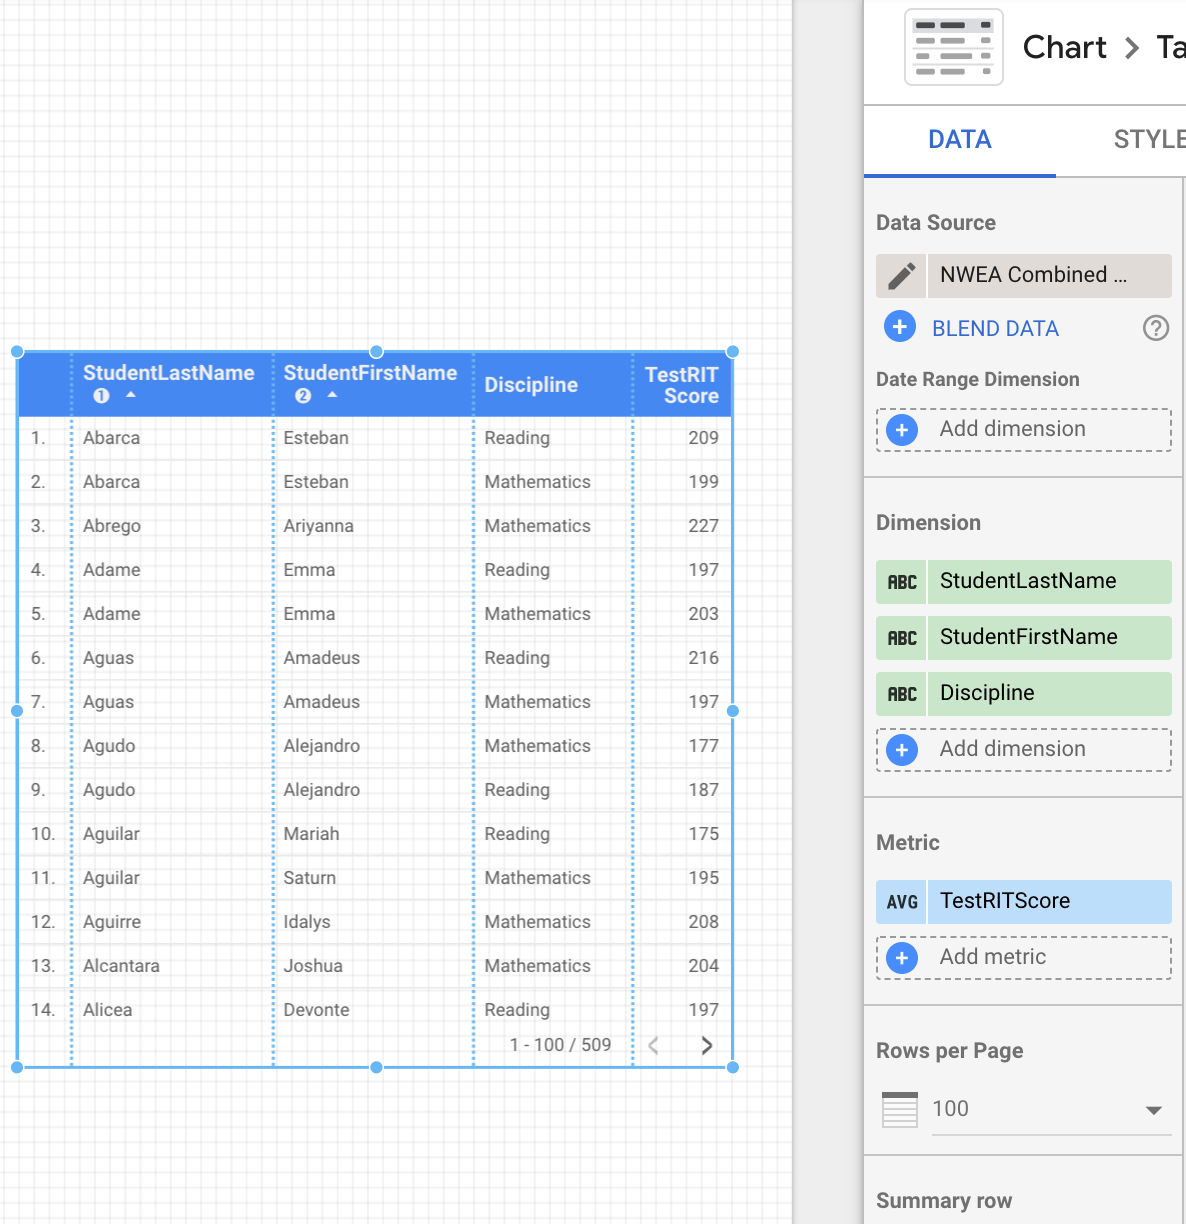 Chart > Ta
DATA STYLE
Data Source
NWEA Combined ...
BLEND DATA ?
Date Range Dimension
Add dimension
Dimension
ABC StudentLastName
ABC StudentFirstName
ABC Discipline
Add dimension
Metric
AVG TestRITScore
Add metric
Rows per Page
100
Summary row
StudentLastName 1 StudentFirstName 2 Discipline TestRIT Score
1. Abarca Esteban Reading 209
2. Abarca Esteban Mathematics 199
3. Abrego Ariyanna Mathematics 227
4. Adame Emma Reading 197
5. Adame Emma Mathematics 203
6. Aguas Amadeus Reading 216
7. Aguas Amadeus Mathematics 197
8. Agudo Alejandro Mathematics 177
9. Agudo Alejandro Reading 187
10. Aguilar Mariah Reading 175
11. Aguilar Saturn Mathematics 195
12. Aguirre Idalys Mathematics 208
13. Alcantara Joshua Mathematics 204
14. Alicea Devonte Reading 197
1 - 100 / 509 < >